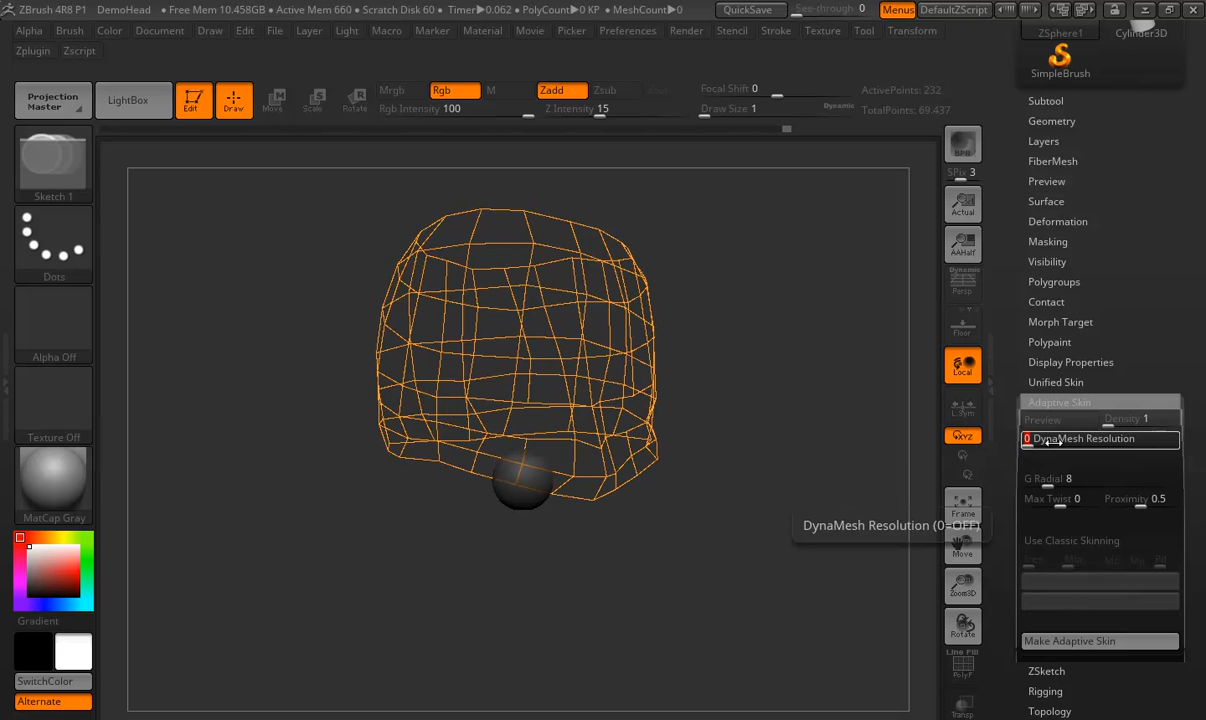 ZBrush 4R8 P1 DemoHead • Free Mem 10.458GB • Active Mem 660 • Scratch Disk 60 • Timer▶0.062 • PolyCount▶0 KP • MeshCount▶0 QuickSave See-through 0 Menus DefaultZScript
Alpha Brush Color Document Draw Edit File Layer Light Macro Marker Material Movie Picker Preferences Render Stencil Stroke Texture Tool Transform
Zplugin Zscript
Projection Master
LightBox
Edit
Draw
Move
Scale
Rotate
Mrgb Rgb M Zadd Zsub
Rgb Intensity 100 Z Intensity 15
Focal Shift 0
Draw Size 1 Dynamic
ActivePoints: 232
TotalPoints: 69.437
Sketch 1
Dots
Alpha Off
Texture Off
MatCap Gray
Gradient
SwitchColor
Alternate
BPR
SPix 3
Actual
AAHalf
Dynamic
Persp
Floor
Local
L.Sym
XYZ
Frame
Move
Zoom3D
Rotate
Line Fill
PolyF
Transp
DynaMesh Resolution (0=OFF)
ZSphere1 Cylinder3D
SimpleBrush
Subtool
Geometry
Layers
FiberMesh
Preview
Surface
Deformation
Masking
Visibility
Polygroups
Contact
Morph Target
Polypaint
Display Properties
Unified Skin
Adaptive Skin
Preview Density 1
0 DynaMesh Resolution
G Radial 8
Max Twist 0 Proximity 0.5
Use Classic Skinning
Make Adaptive Skin
ZSketch
Rigging
Topology